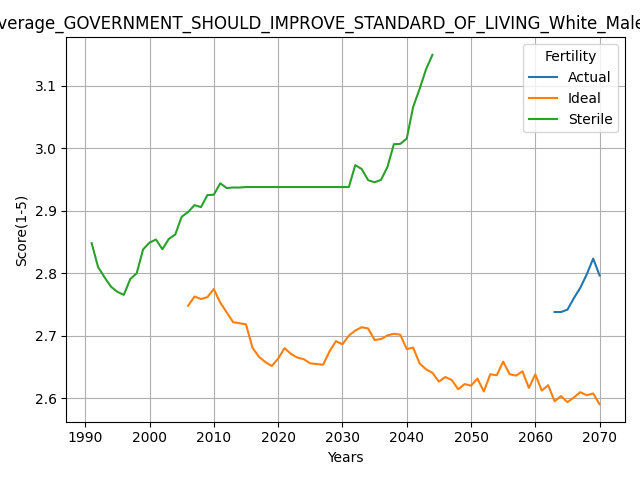 verage_GOVERNMENT_SHOULD_IMPROVE_STANDARD_OF_LIVING_White_Male
Fertility
Actual
Ideal
Sterile
Score(1-5)
3.1
3.0
2.9
2.8
2.7
2.6
1990 2000 2010 2020 2030 2040 2050 2060 2070
Years